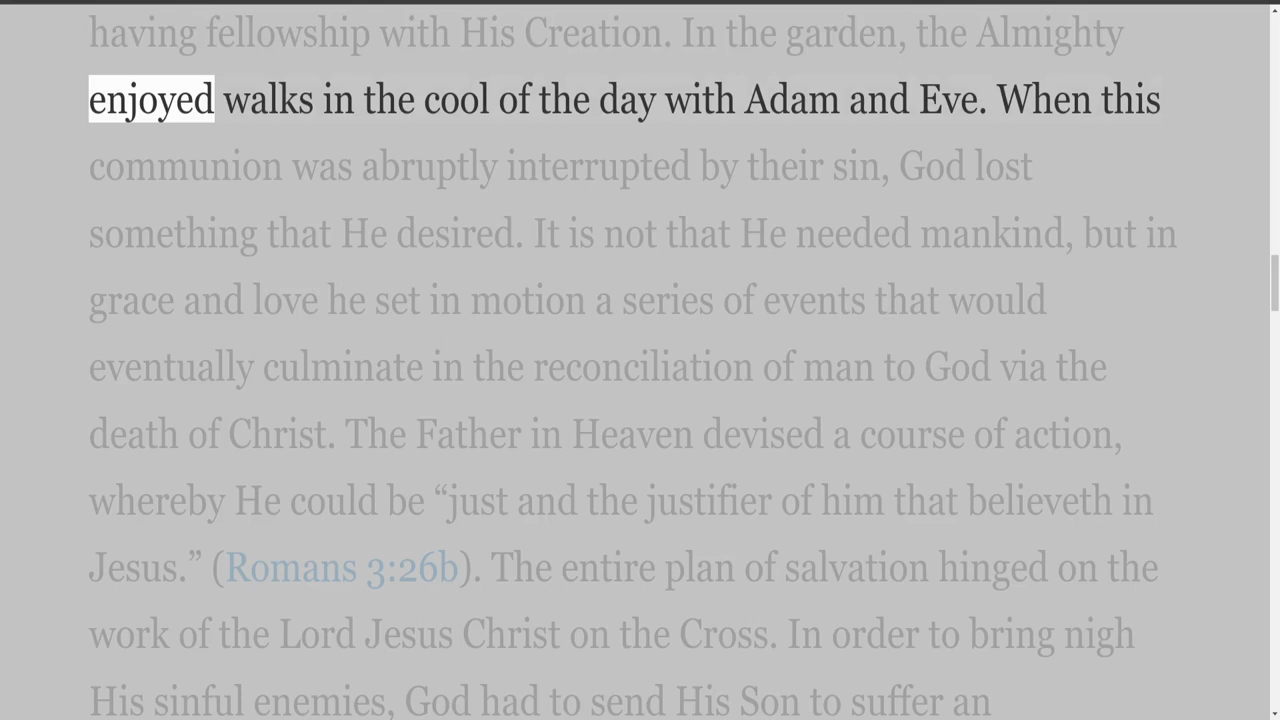 having fellowship with His Creation. In the garden, the Almighty
enjoyed walks in the cool of the day with Adam and Eve. When this
communion was abruptly interrupted by their sin, God lost
something that He desired. It is not that He needed mankind, but in
grace and love he set in motion a series of events that would
eventually culminate in the reconciliation of man to God via the
death of Christ. The Father in Heaven devised a course of action,
whereby He could be “just and the justifier of him that believeth in
Jesus.” (Romans 3:26b). The entire plan of salvation hinged on the
work of the Lord Jesus Christ on the Cross. In order to bring nigh
His sinful enemies, God had to send His Son to suffer an